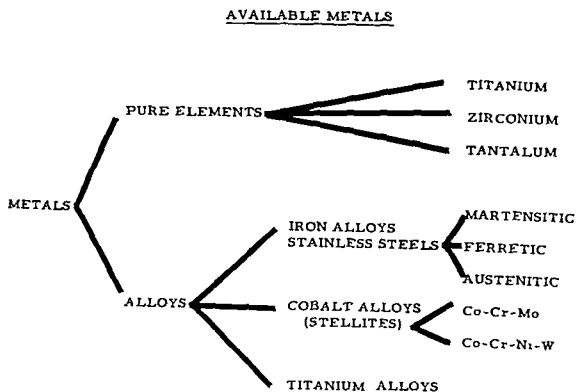 AVAILABLE METALS
TITANIUM
PURE ELEMENTS
ZIRCONIUM
TANTALUM
METALS
MARTENSITIC
IRON ALLOYS
STAINLESS STEELS
FERRETIC
AUSTENITIC
ALLOYS
COBALT ALLOYS
(STELLITES)
Co-Cr-Mo
Co-Cr-Ni-W
TITANIUM ALLOYS